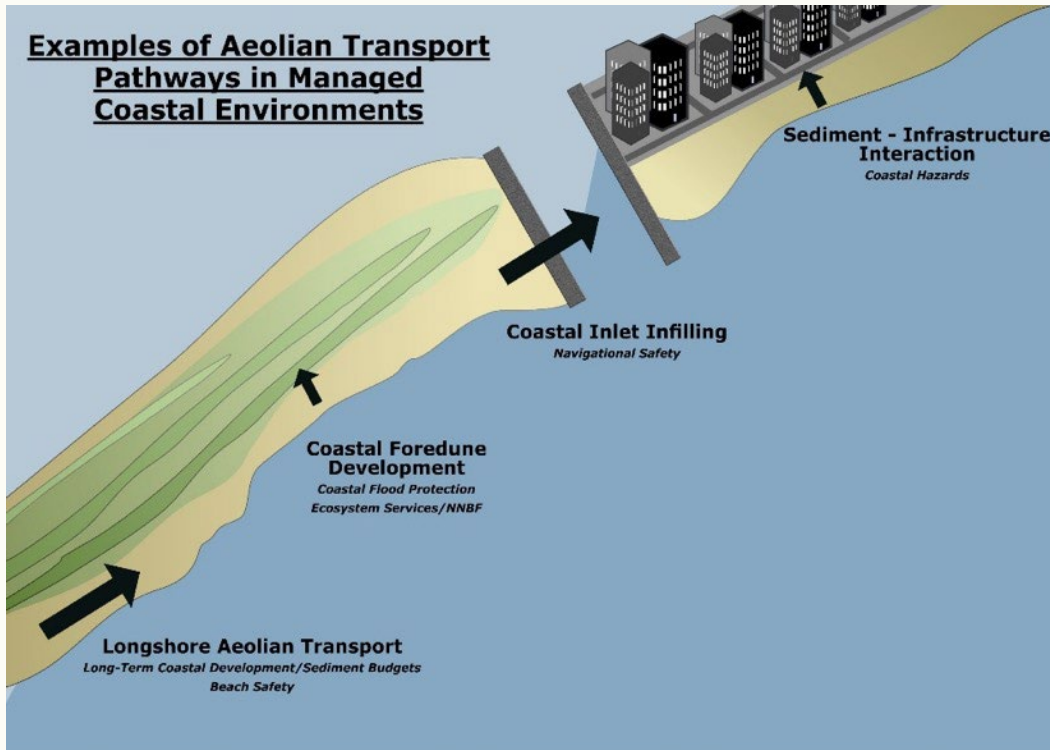 Examples of Aeolian Transport
Pathways in Managed
Coastal Environments
Sediment - Infrastructure
Interaction
Coastal Hazards
Coastal Inlet Infilling
Navigational Safety
Coastal Foredune
Development
Coastal Flood Protection
Ecosystem Services/NNBF
Longshore Aeolian Transport
Long-Term Coastal Development/Sediment Budgets
Beach Safety